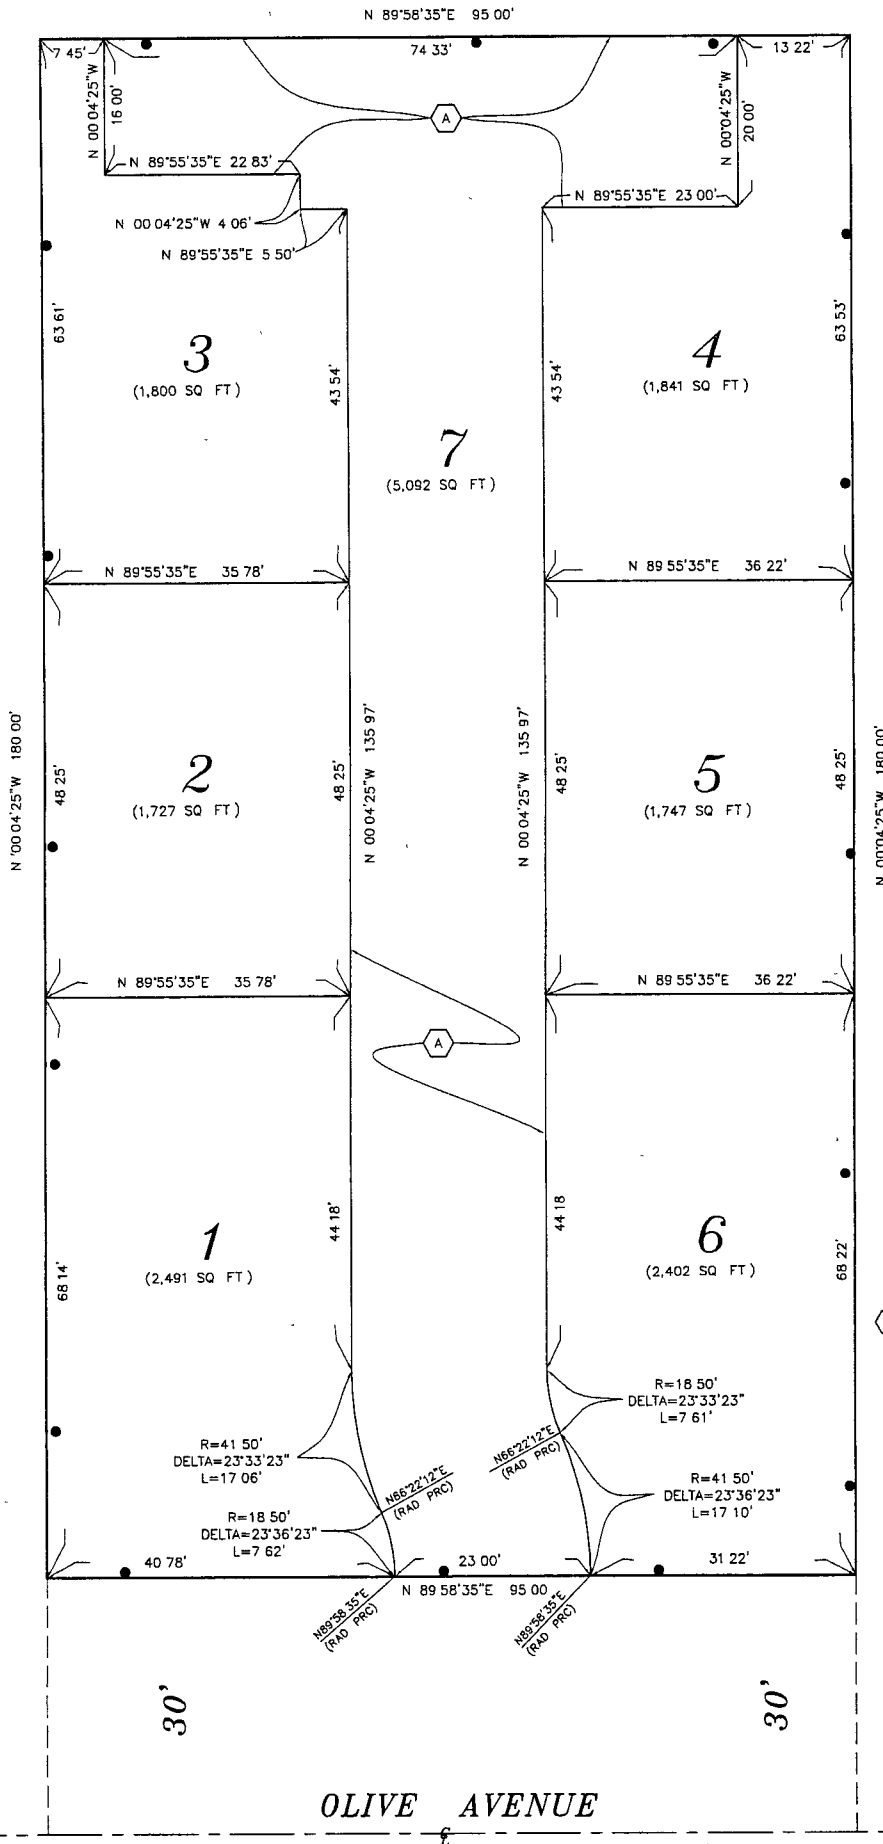 N 89°58'35"E 95 00'
7 45'
74 33'
13 22'
N 00 04'25"W
16 00'
A
N 00°04'25"W
20 00'
N 89°55'35"E 22 83'
N 89°55'35"E 23 00'
N 00 04'25"W 4 06'
N 89°55'35"E 5 50'
63 61'
3
(1,800 SQ FT)
43 54'
43 54'
4
(1,841 SQ FT)
63 53'
7
(5,092 SQ FT)
N 89°55'35"E 35 78'
N 89 55'35"E 36 22'
N 00 04'25"W 180 00'
48 25'
2
(1,727 SQ FT)
48 25'
N 00 04'25"W 135 97'
N 00 04'25"W 135 97'
48 25'
5
(1,747 SQ FT)
48 25'
N 00°04'25"W 180 00'
N 89°55'35"E 35 78'
N 89 55'35"E 36 22'
A
68 14'
1
(2,491 SQ FT)
44 18'
44 18
6
(2,402 SQ FT)
68 22'
R=18 50'
DELTA=23°33'23"
L=7 61'
R=41 50'
DELTA=23°33'23"
L=17 06'
N66°22'12"E
(RAD PRC)
N66°22'12"E
(RAD PRC)
R=41 50'
DELTA=23°36'23"
L=17 10'
R=18 50'
DELTA=23°36'23"
L=7 62'
40 78'
23 00'
31 22'
N 89 58'35"E 95 00
N89°58 35"E
(RAD PRC)
N89°58'35"E
(RAD PRC)
30'
30'
OLIVE AVENUE
℄